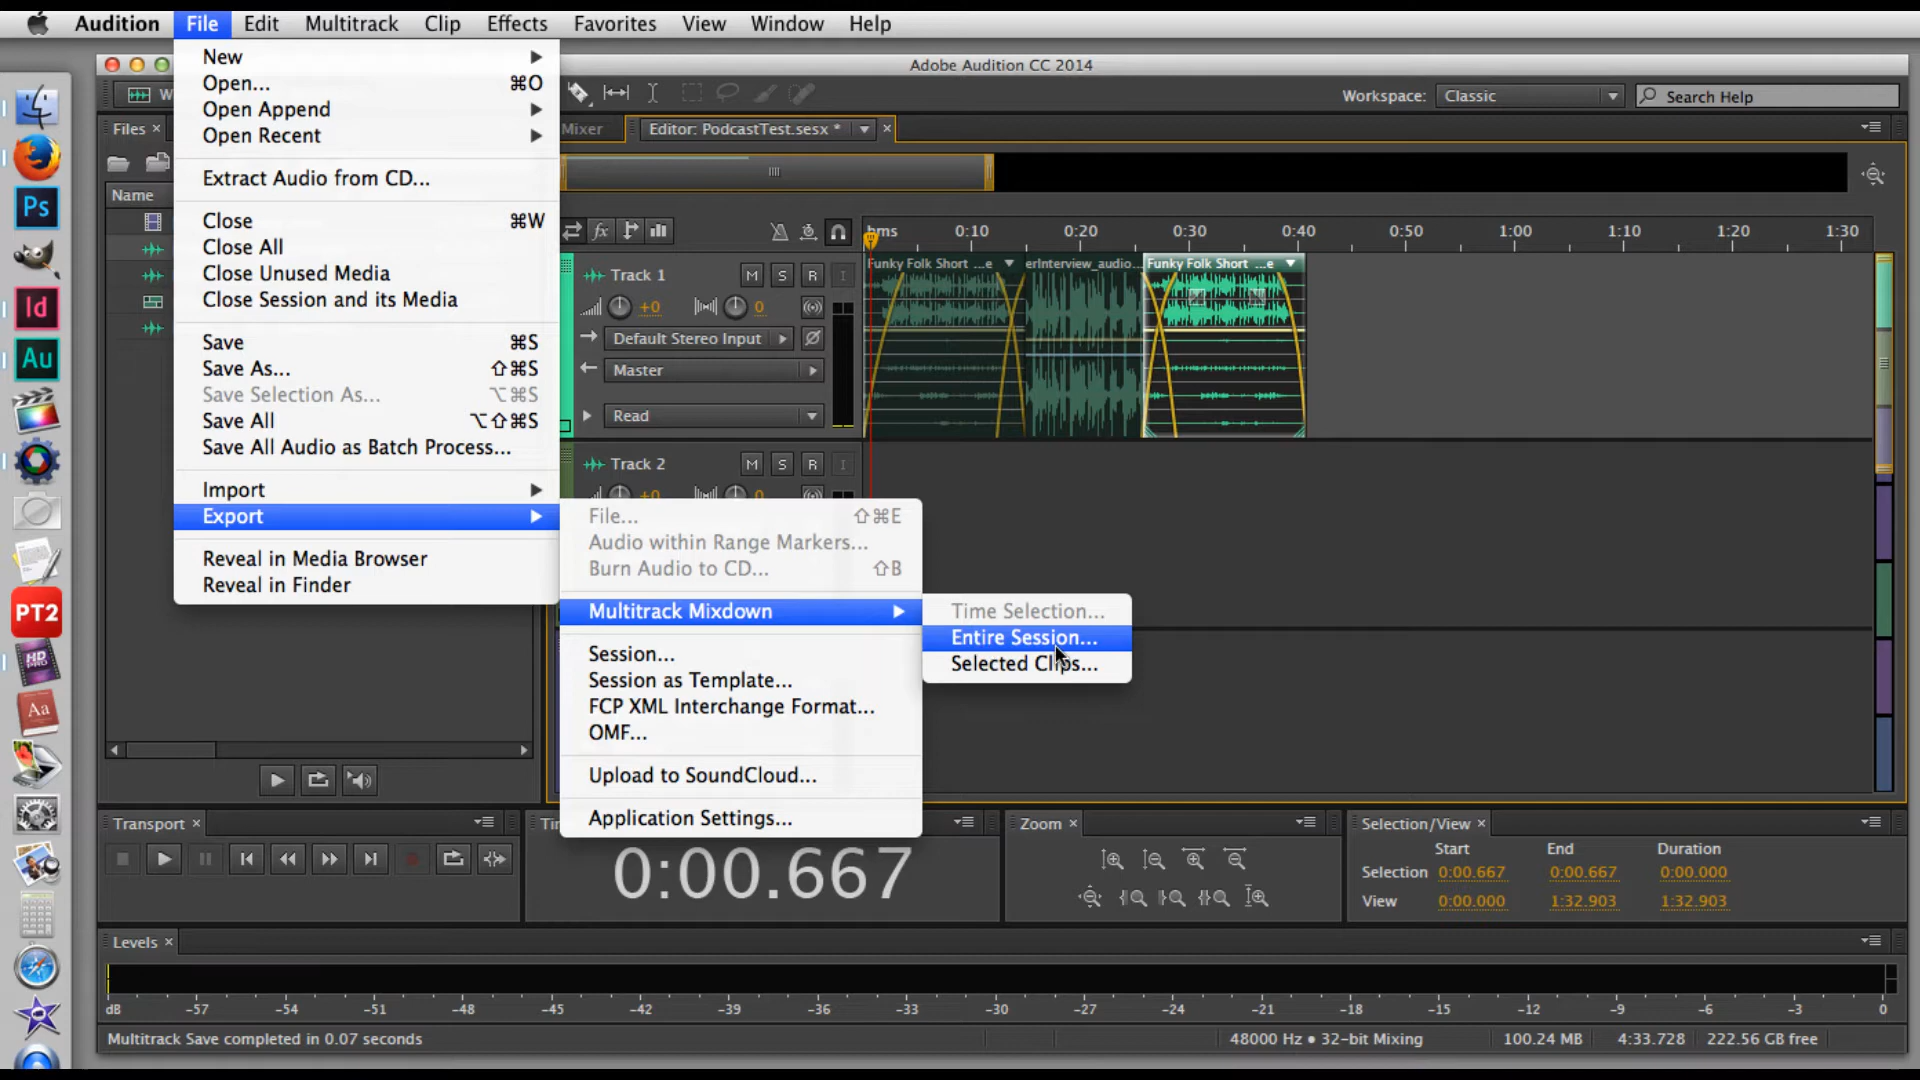 Audition File Edit Multitrack Clip Effects Favorites View Window Help
Adobe Audition CC 2014
New
Open... ⌘O
Open Append
Open Recent
Extract Audio from CD...
Close ⌘W
Close All
Close Unused Media
Close Session and its Media
Save ⌘S
Save As... ⇧⌘S
Save Selection As... ⌥⌘S
Save All ⌥⇧⌘S
Save All Audio as Batch Process...
Import
Export
Reveal in Media Browser
Reveal in Finder
File... ⇧⌘E
Audio within Range Markers...
Burn Audio to CD... ⇧B
Multitrack Mixdown
Session...
Session as Template...
FCP XML Interchange Format...
OMF...
Upload to SoundCloud...
Application Settings...
Time Selection...
Entire Session...
Selected Clips...
W
Workspace: Classic Search Help
Files × Mixer Editor: PodcastTest.sesx * ×
Name
fx hms 0:10 0:20 0:30 0:40 0:50 1:00 1:10 1:20 1:30
Funky Folk Short ...e erInterview_audio... Funky Folk Short ...e
Track 1 M S R I
+0 0
Default Stereo Input
Master
Read
Track 2 M S R I
+0 0
Ps
Id
Au
PT2
HD PRO
Aa
Transport × Zoom × Selection/View ×
0:00.667
Start End Duration
Selection 0:00.667 0:00.667 0:00.000
View 0:00.000 1:32.903 1:32.903
Levels ×
dB -57 -54 -51 -48 -45 -42 -39 -36 -33 -30 -27 -24 -21 -18 -15 -12 -9 -6 -3 0
Multitrack Save completed in 0.07 seconds 48000 Hz ● 32-bit Mixing 100.24 MB 4:33.728 222.56 GB free